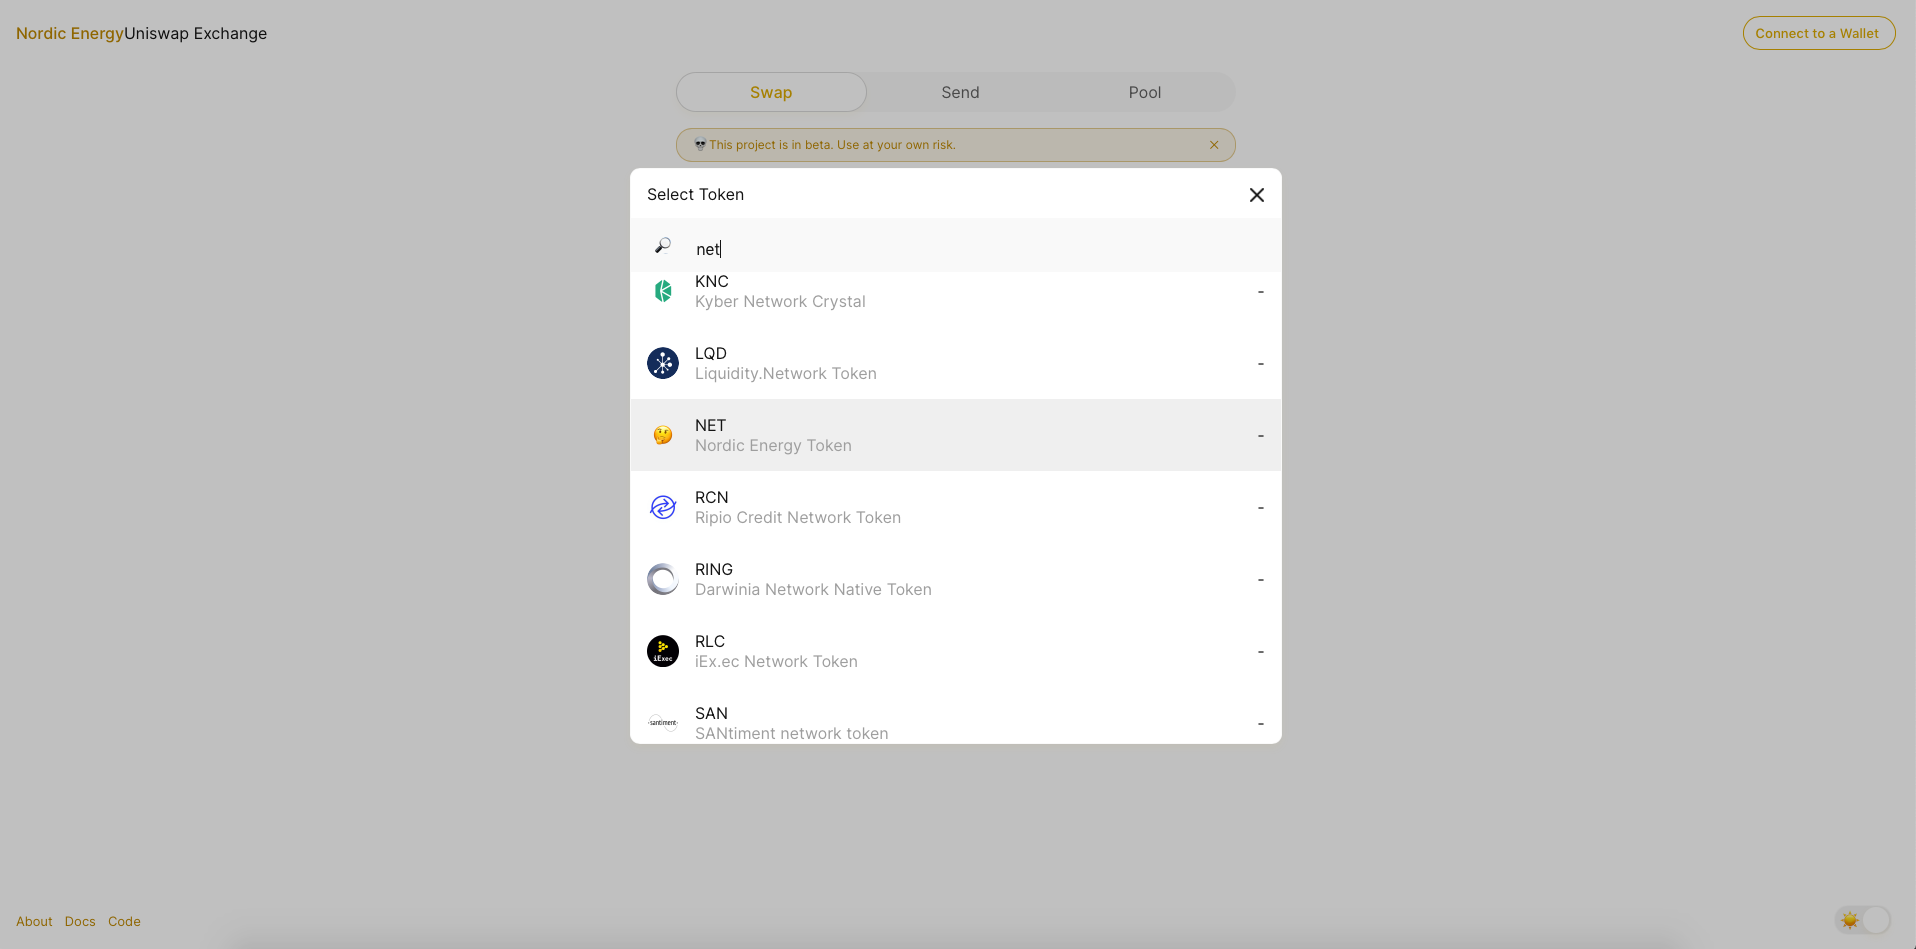 Nordic EnergyUniswap Exchange
Connect to a Wallet
Swap
Send
Pool
💀This project is in beta. Use at your own risk.
Select Token
net
KNC
Kyber Network Crystal
-
LQD
Liquidity.Network Token
-
NET
Nordic Energy Token
-
RCN
Ripio Credit Network Token
-
RING
Darwinia Network Native Token
-
iExec
RLC
iEx.ec Network Token
-
santiment
SAN
SANtiment network token
-
About
Docs
Code